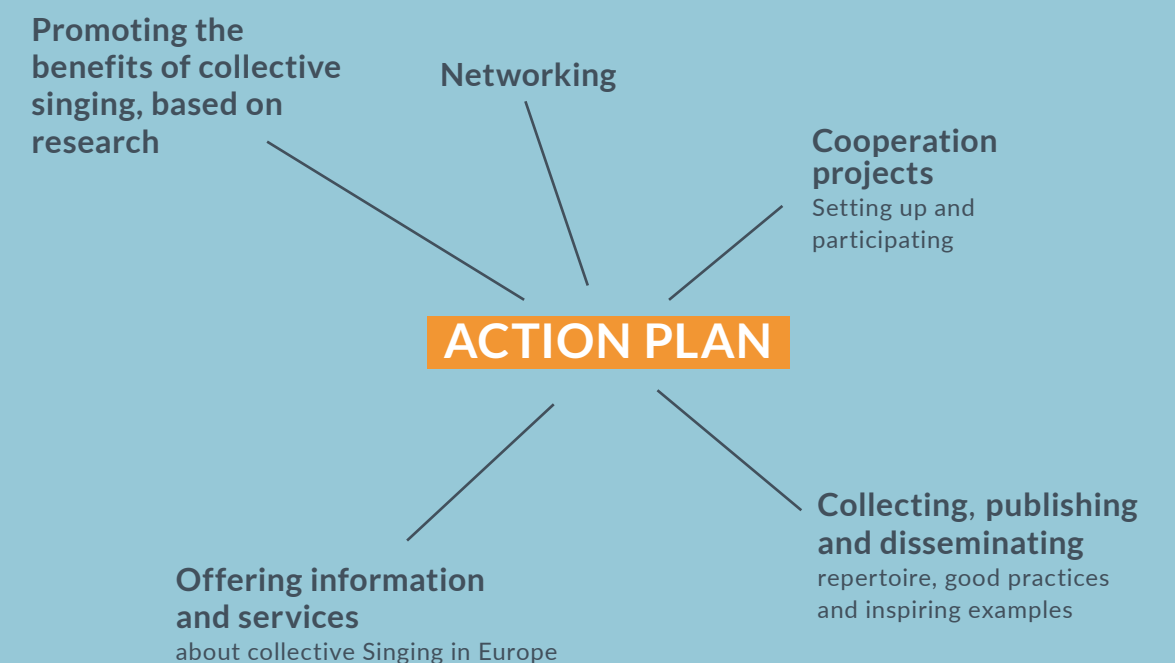 Promoting the
benefits of collective
singing, based on
research
Networking
Cooperation
projects
Setting up and
participating
ACTION PLAN
Collecting, publishing
and disseminating
repertoire, good practices
and inspiring examples
Offering information
and services
about collective Singing in Europe